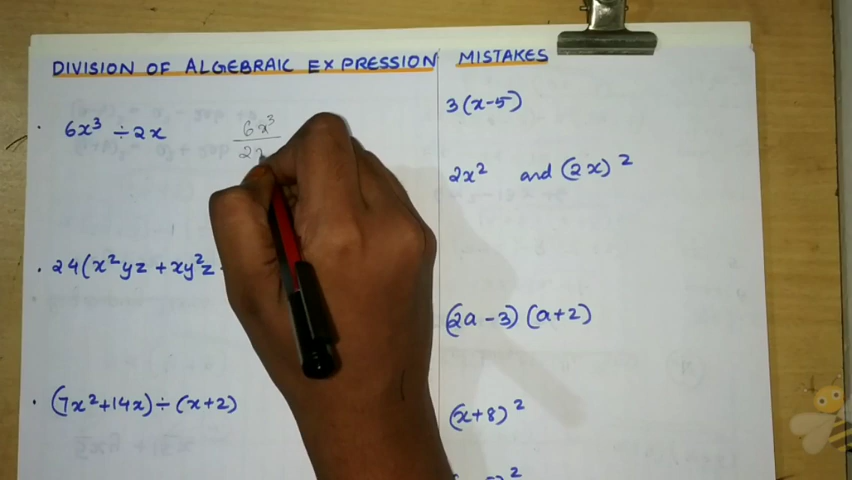 DIVISION OF ALGEBRAIC EXPRESSION
6x³ ÷ 2x
6x³
2x
24(x²yz + xy²z
(7x²+14x) ÷ (x+2)
MISTAKES
3(x-5)
2x² and (2x)²
(2a-3)(a+2)
(x+8)²